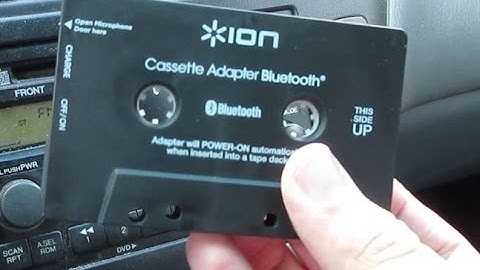 Open Microphone
Door here
ION
Cassette Adapter Bluetooth®
CHARGE
OFF/ON
Bluetooth
THIS
SIDE
UP
Adapter will POWER-ON automatic
when inserted into a tape deck
FRONT
PUSH PWR
SCAN
RPT
A.SEL
RDM
1
2
DVD